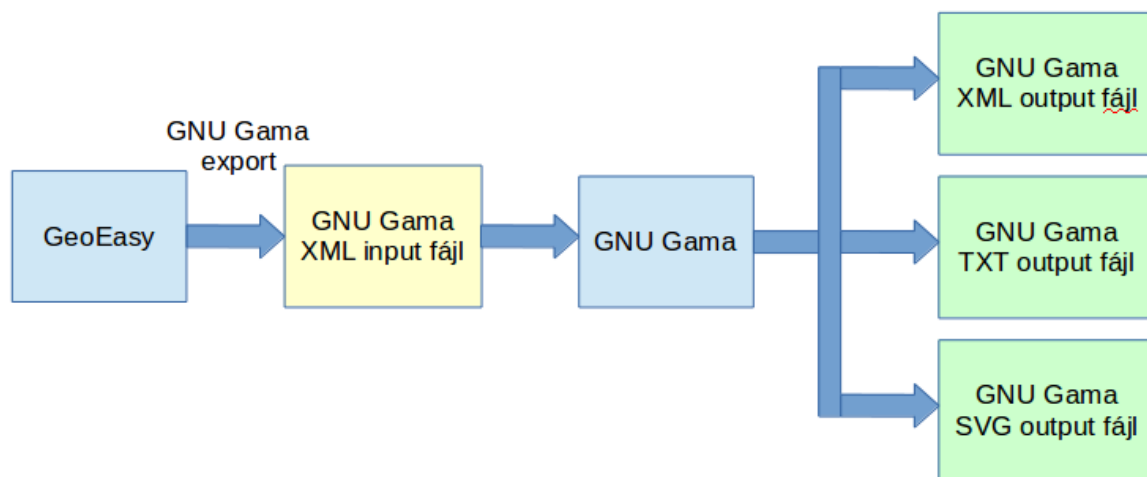 GNU Gama
export
GeoEasy
GNU Gama
XML input fájl
GNU Gama
GNU Gama
XML output fájl
GNU Gama
TXT output fájl
GNU Gama
SVG output fájl